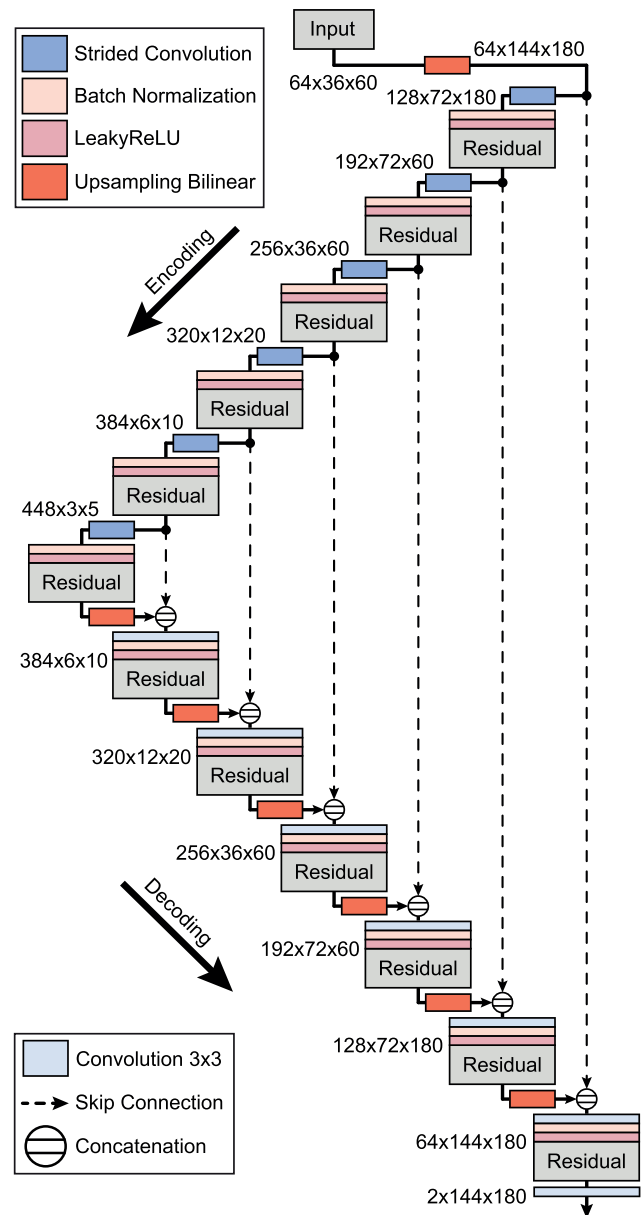 Input
Strided Convolution
Batch Normalization
LeakyReLU
Upsampling Bilinear
64x36x60
64x144x180
128x72x180
Residual
192x72x60
Residual
256x36x60
Residual
Encoding
320x12x20
Residual
384x6x10
Residual
448x3x5
Residual
384x6x10
Residual
320x12x20
Residual
256x36x60
Residual
Decoding
192x72x60
Residual
128x72x180
Residual
64x144x180
Residual
2x144x180
Convolution 3x3
Skip Connection
Concatenation